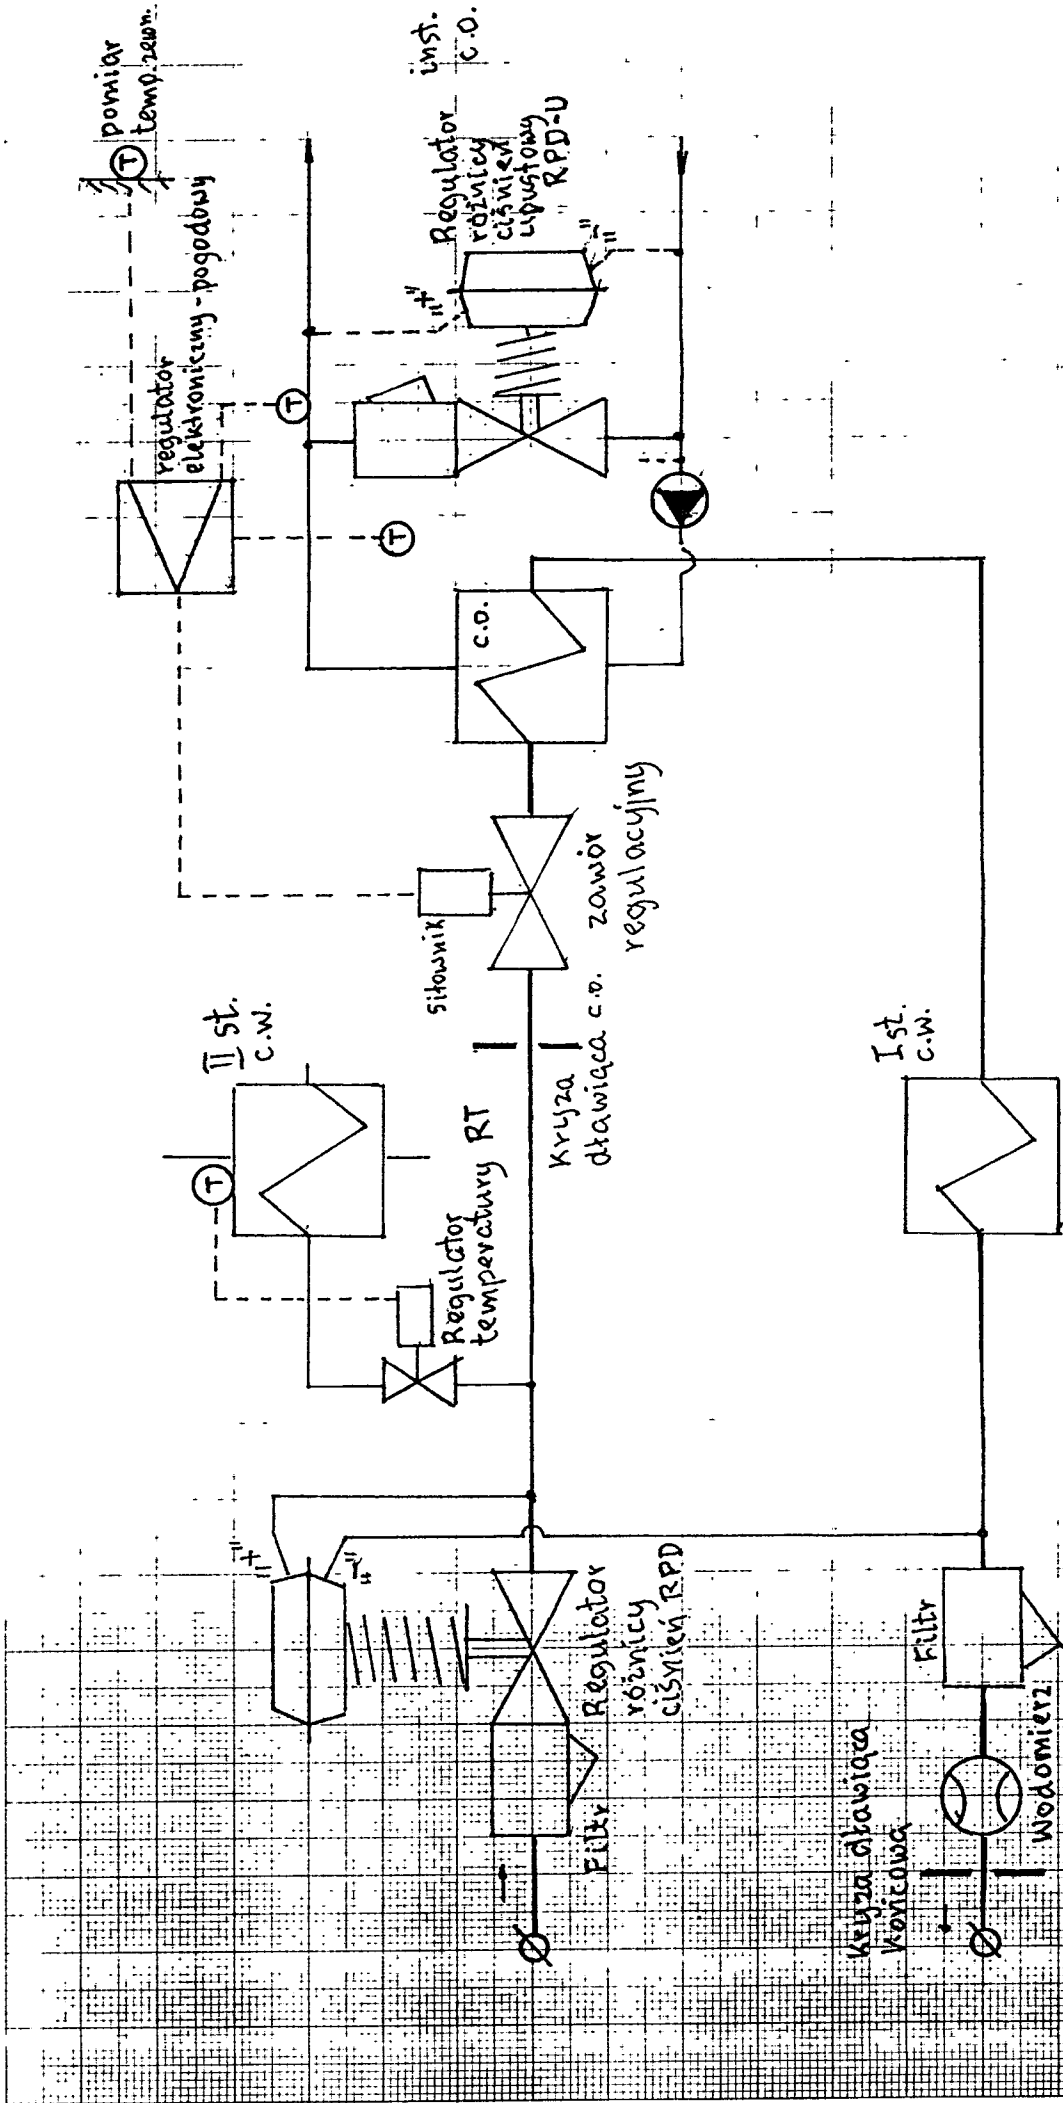 pomiar
temp. zewn.
T
regulator
elektroniczny - pogodowy
T
T
inst.
c.o.
Regulator
różnicy
ciśnień
upustowy
RPD-U
"+"
"-"
c.o.
siłownik
zawór
regulacyjny
II st.
c.w.
T
Regulator
temperatury RT
Kryza
dławiąca c.o.
I st.
c.w.
"+"
"-"
Filtr
Regulator
różnicy
ciśnień RPD
Kryza dławiąca
Końcowa
Filtr
Wodomierz